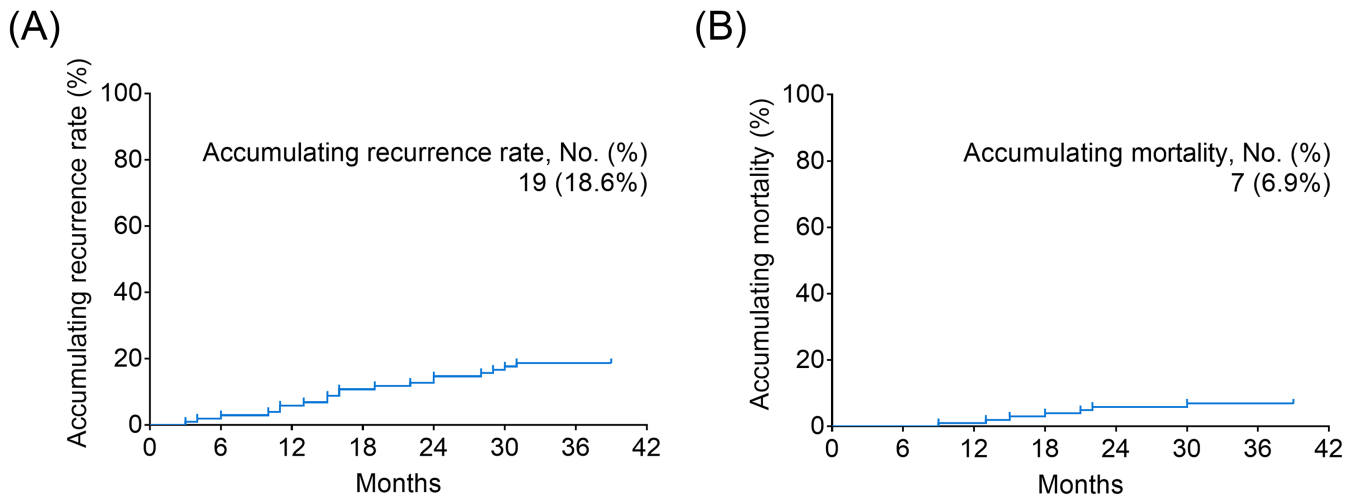 (A)
Accumulating recurrence rate (%)
100
80
60
40
20
0
Accumulating recurrence rate, No. (%)
19 (18.6%)
0 6 12 18 24 30 36 42
Months
(B)
Accumulating mortality (%)
100
80
60
40
20
0
Accumulating mortality, No. (%)
7 (6.9%)
0 6 12 18 24 30 36 42
Months